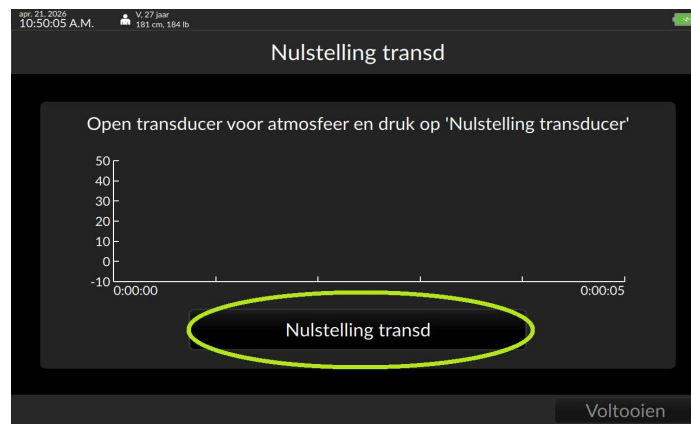 apr. 21, 2026
10:50:05 A.M.
V, 27 jaar
181 cm, 184 lb
Nulstelling transd
Open transducer voor atmosfeer en druk op 'Nulstelling transducer'
50
40
30
20
10
0
-10
0:00:00
0:00:05
Nulstelling transd
Voltooien